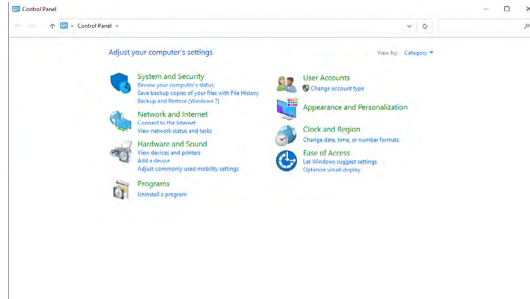 Control Panel
Control Panel
Adjust your computer's settings
View by: Category
System and Security
Review your computer's status
Save backup copies of your files with File History
Backup and Restore (Windows 7)
Network and Internet
Connect to the Internet
View network status and tasks
Hardware and Sound
View devices and printers
Add a device
Adjust commonly used mobility settings
Programs
Uninstall a program
User Accounts
Change account type
Appearance and Personalization
Clock and Region
Change date, time, or number formats
Ease of Access
Let Windows suggest settings
Optimize visual display